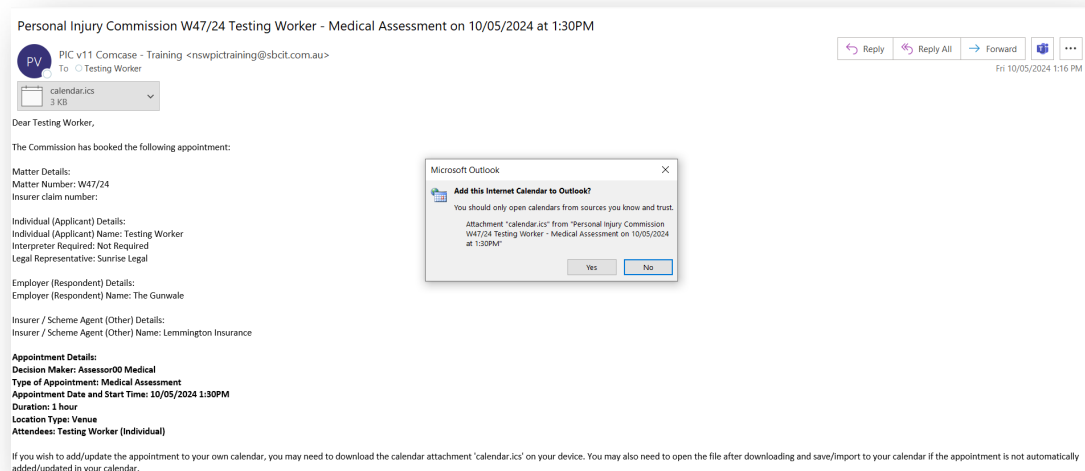 Personal Injury Commission W47/24 Testing Worker - Medical Assessment on 10/05/2024 at 1:30PM
PV
PIC v11 Comcase - Training <nswpictraining@sbcit.com.au>
To Testing Worker
Reply
Reply All
Forward
Fri 10/05/2024 1:16 PM
calendar.ics
3 KB
Dear Testing Worker,
The Commission has booked the following appointment:
Matter Details:
Matter Number: W47/24
Insurer claim number:
Individual (Applicant) Details:
Individual (Applicant) Name: Testing Worker
Interpreter Required: Not Required
Legal Representative: Sunrise Legal
Employer (Respondent) Details:
Employer (Respondent) Name: The Gunwale
Insurer / Scheme Agent (Other) Details:
Insurer / Scheme Agent (Other) Name: Lemmington Insurance
Appointment Details:
Decision Maker: Assessor00 Medical
Type of Appointment: Medical Assessment
Appointment Date and Start Time: 10/05/2024 1:30PM
Duration: 1 hour
Location Type: Venue
Attendees: Testing Worker (Individual)
If you wish to add/update the appointment to your own calendar, you may need to download the calendar attachment 'calendar.ics' on your device. You may also need to open the file after downloading and save/import to your calendar if the appointment is not automatically
added/updated in your calendar.
Microsoft Outlook
Add this Internet Calendar to Outlook?
You should only open calendars from sources you know and trust.
Attachment "calendar.ics" from "Personal Injury Commission
W47/24 Testing Worker - Medical Assessment on 10/05/2024
at 1:30PM"
Yes
No